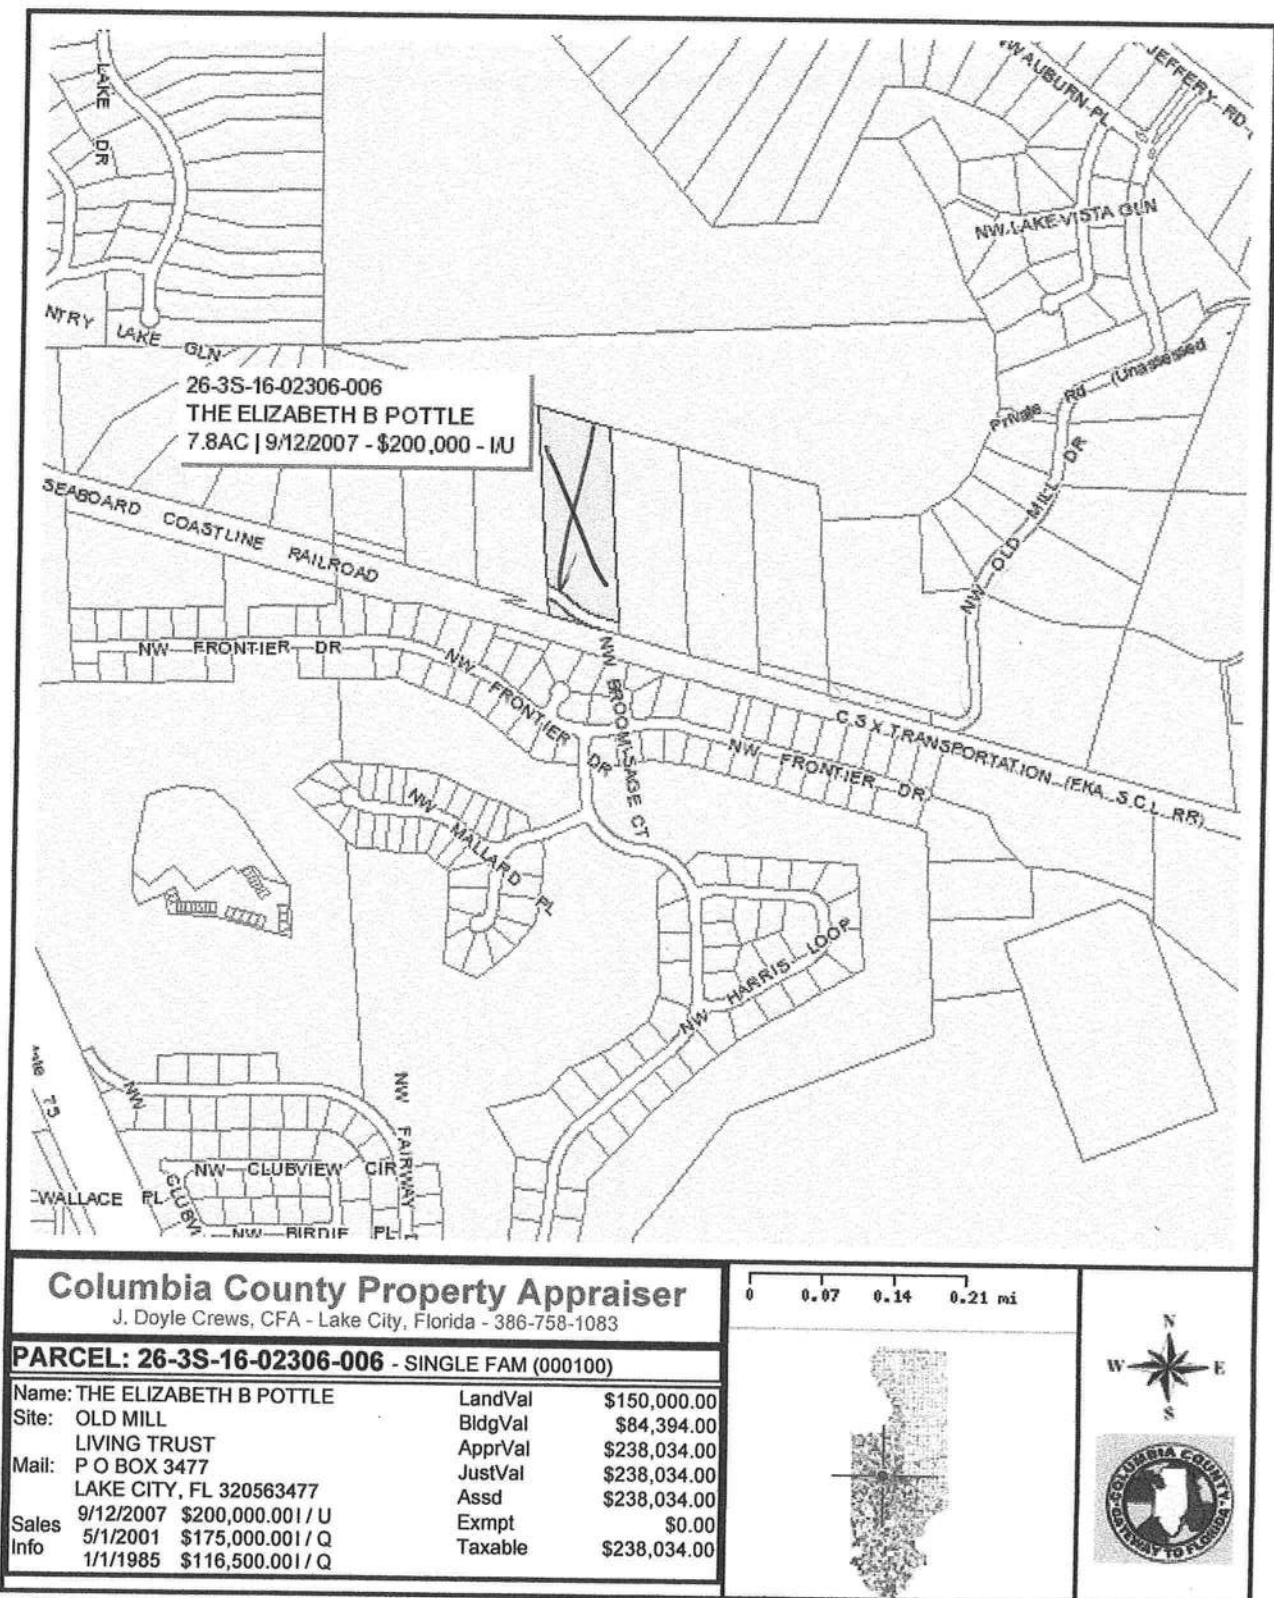 LAKE DR
NW AUBURN PL
JEFFERY RD
NW LAKE VISTA GLN
NTRY LAKE GLN
26-3S-16-02306-006
THE ELIZABETH B POTTLE
7.8AC | 9/12/2007 - $200,000 - I/U
Private Rd (Unassessed
SEABOARD COASTLINE RAILROAD
NW OLD MILL DR
NW FRONTIER DR
NW FRONTIER DR
NW BROOM SAGE CT
C S X TRANSPORTATION (FKA S.C.L. RR)
NW FRONTIER DR
NW MALLARD PL
NW HARRIS LOOP
75
NW
NW FAIRWAY
NW CLUBVIEW CIR
WALLACE PL
CLUBVI
NW BIRDIE PL
Columbia County Property Appraiser
J. Doyle Crews, CFA - Lake City, Florida - 386-758-1083
0 0.07 0.14 0.21 mi
PARCEL: 26-3S-16-02306-006 - SINGLE FAM (000100)
Name: THE ELIZABETH B POTTLE LandVal $150,000.00
Site: OLD MILL BldgVal $84,394.00
LIVING TRUST ApprVal $238,034.00
Mail: P O BOX 3477 JustVal $238,034.00
LAKE CITY, FL 320563477 Assd $238,034.00
Sales Info 9/12/2007 $200,000.00I / U Exmpt $0.00
5/1/2001 $175,000.00I / Q Taxable $238,034.00
1/1/1985 $116,500.00I / Q
N
W E
S
COLUMBIA COUNTY
GATEWAY TO FLORIDA